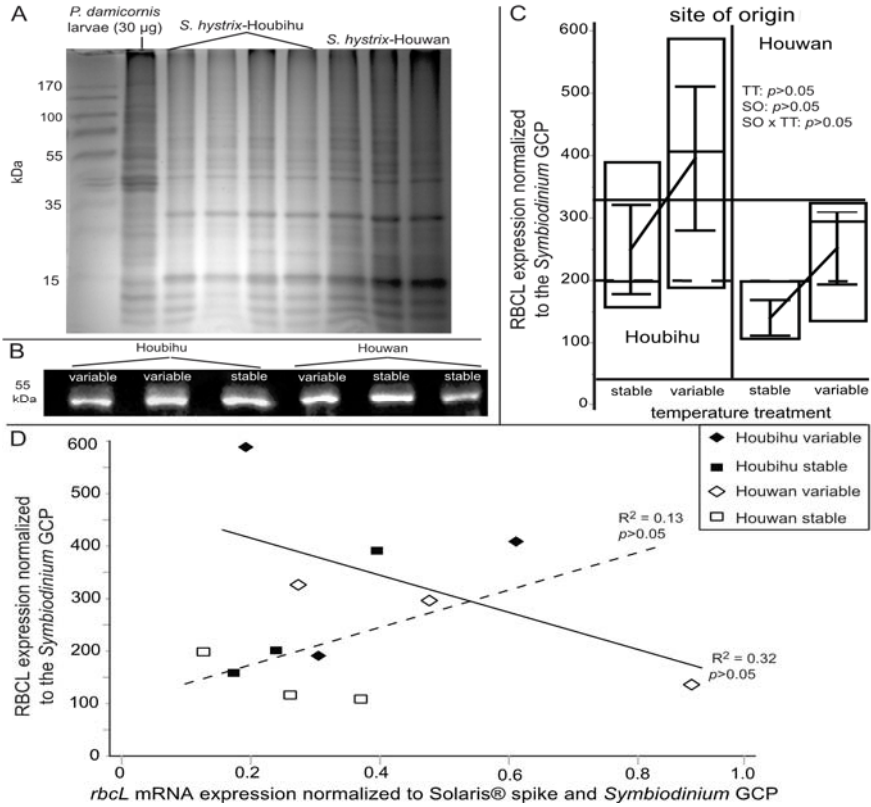 A
P. damicornis
larvae (30 µg)
S. hystrix-Houbihu
S. hystrix-Houwan
kDa
170
100
55
35
15
B
Houbihu
Houwan
55
kDa
variable
variable
stable
variable
stable
stable
C
site of origin
Houwan
TT: p>0.05
SO: p>0.05
SO x TT: p>0.05
RBCL expression normalized
to the Symbiodinium GCP
600
500
400
300
200
100
0
Houbihu
stable
variable
stable
variable
temperature treatment
D
Houbihu variable
Houbihu stable
Houwan variable
Houwan stable
RBCL expression normalized
to the Symbiodinium GCP
600
500
400
300
200
100
0
R² = 0.13
p>0.05
R² = 0.32
p>0.05
0
0.2
0.4
0.6
0.8
1.0
rbcL mRNA expression normalized to Solaris® spike and Symbiodinium GCP